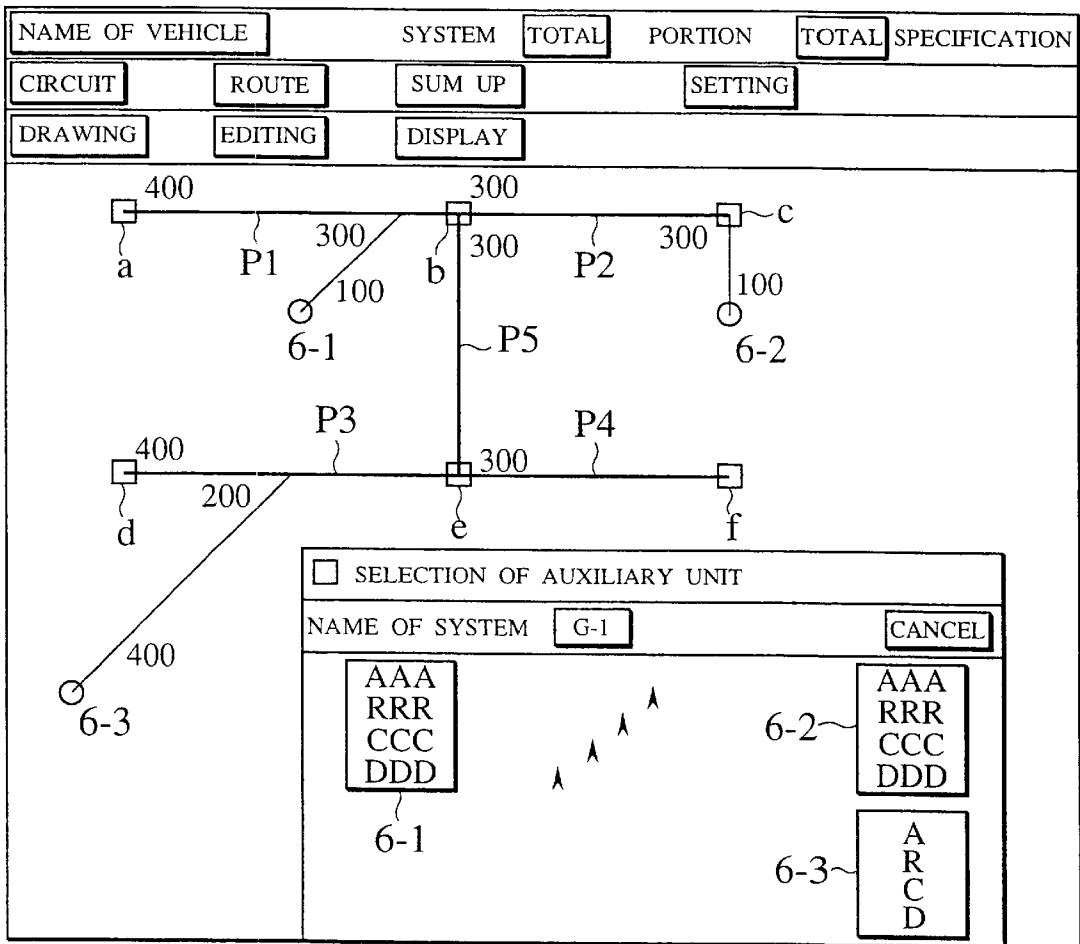 NAME OF VEHICLE SYSTEM TOTAL PORTION TOTAL SPECIFICATION
CIRCUIT ROUTE SUM UP SETTING
DRAWING EDITING DISPLAY
400 300
c
300 300 300
a P1 b P2
100 100
6-1 P5 6-2
P3 P4
400 300
200
d e f
SELECTION OF AUXILIARY UNIT
NAME OF SYSTEM G-1 CANCEL
400
6-3
AAA
RRR
CCC
DDD
6-1
6-2
AAA
RRR
CCC
DDD
6-3
A
R
C
D